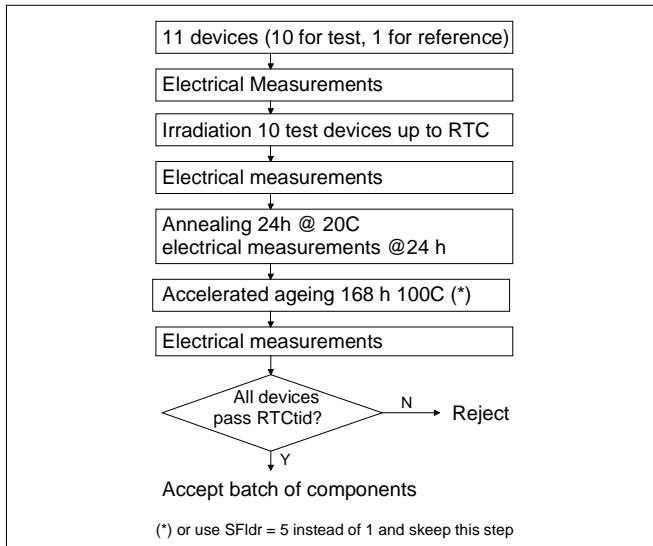 11 devices (10 for test, 1 for reference)
Electrical Measurements
Irradiation 10 test devices up to RTC
Electrical measurements
Annealing 24h @ 20C
electrical measurements @24 h
Accelerated ageing 168 h 100C (*)
Electrical measurements
All devices
pass RTCtid?
N
Reject
Y
Accept batch of components
(*) or use SFldr = 5 instead of 1 and skeep this step